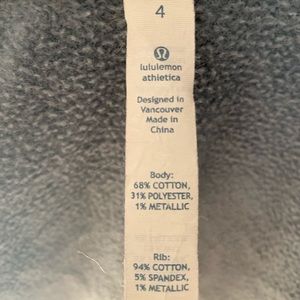 4
lululemon
athletica
Designed in
Vancouver
Made in
China
Body:
68% COTTON,
31% POLYESTER,
1% METALLIC
Rib:
94% COTTON,
5% SPANDEX,
1% METALLIC